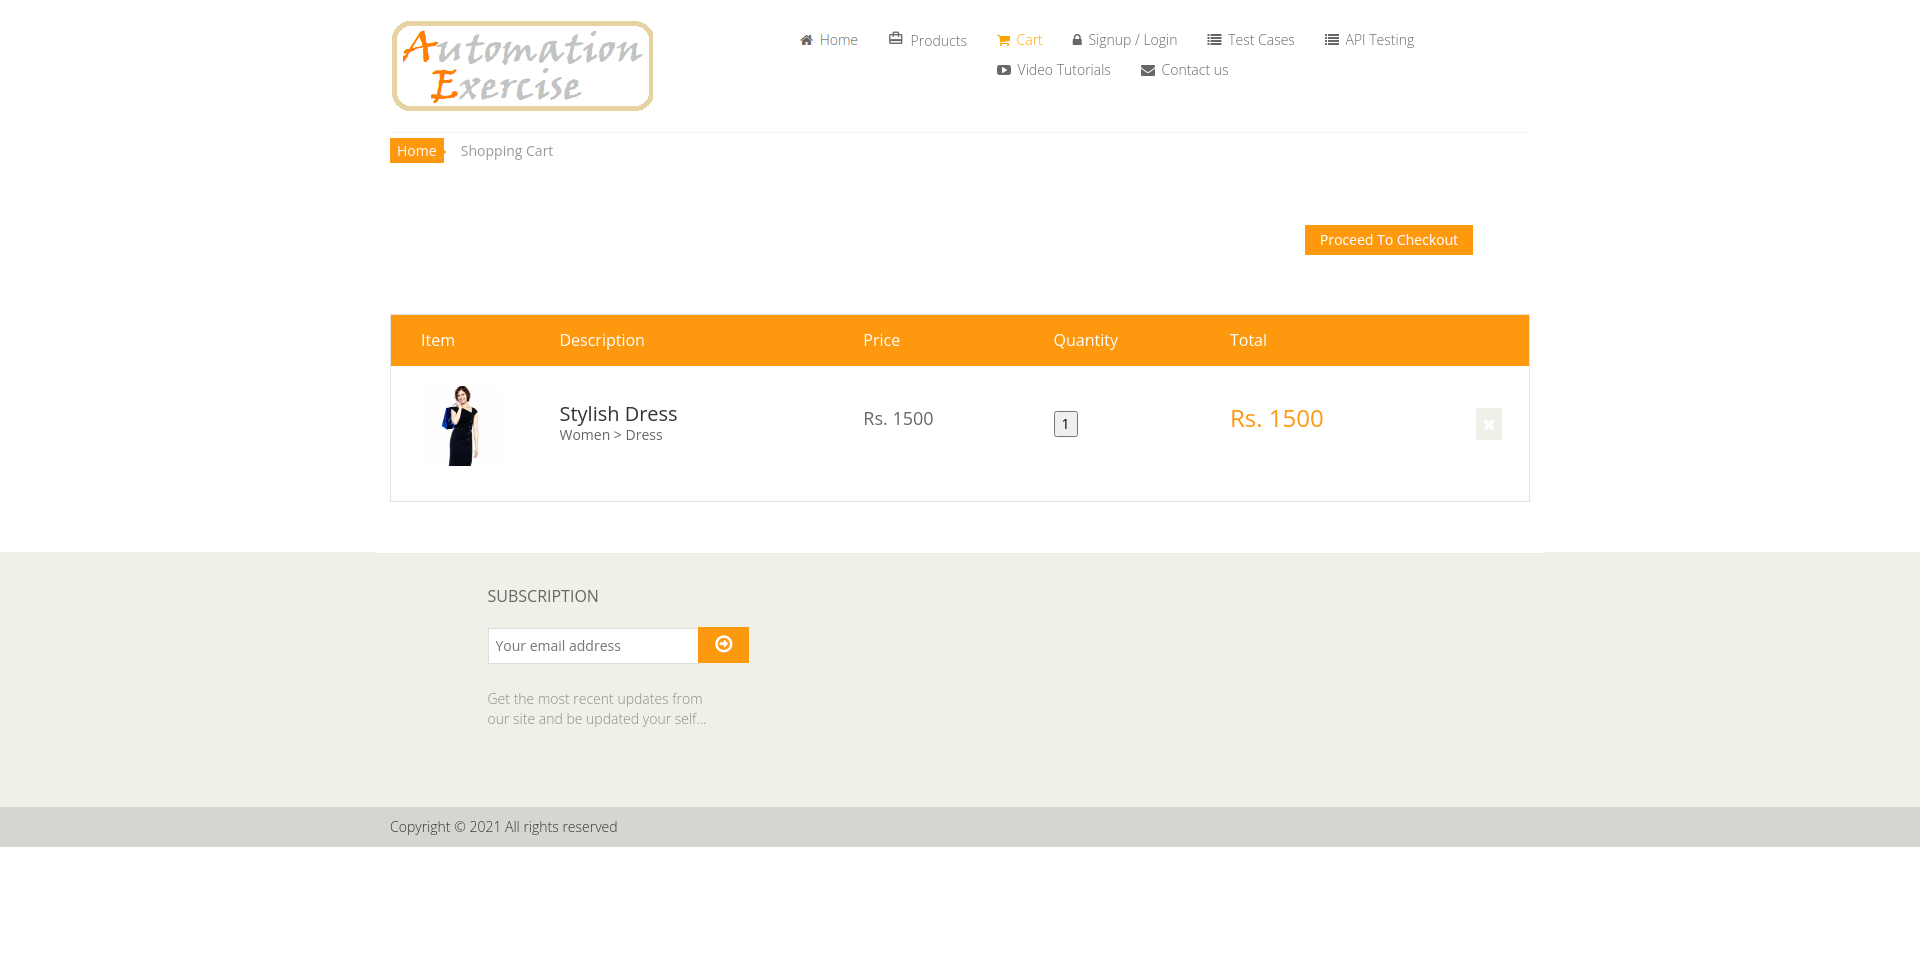 Automation
Exercise
Home
Products
Cart
Signup / Login
Test Cases
API Testing
Video Tutorials
Contact us
Home
Shopping Cart
Proceed To Checkout
Item Description Price Quantity Total
Stylish Dress
Women > Dress
Rs. 1500
1
Rs. 1500
SUBSCRIPTION
Your email address
Get the most recent updates from
our site and be updated your self...
Copyright © 2021 All rights reserved